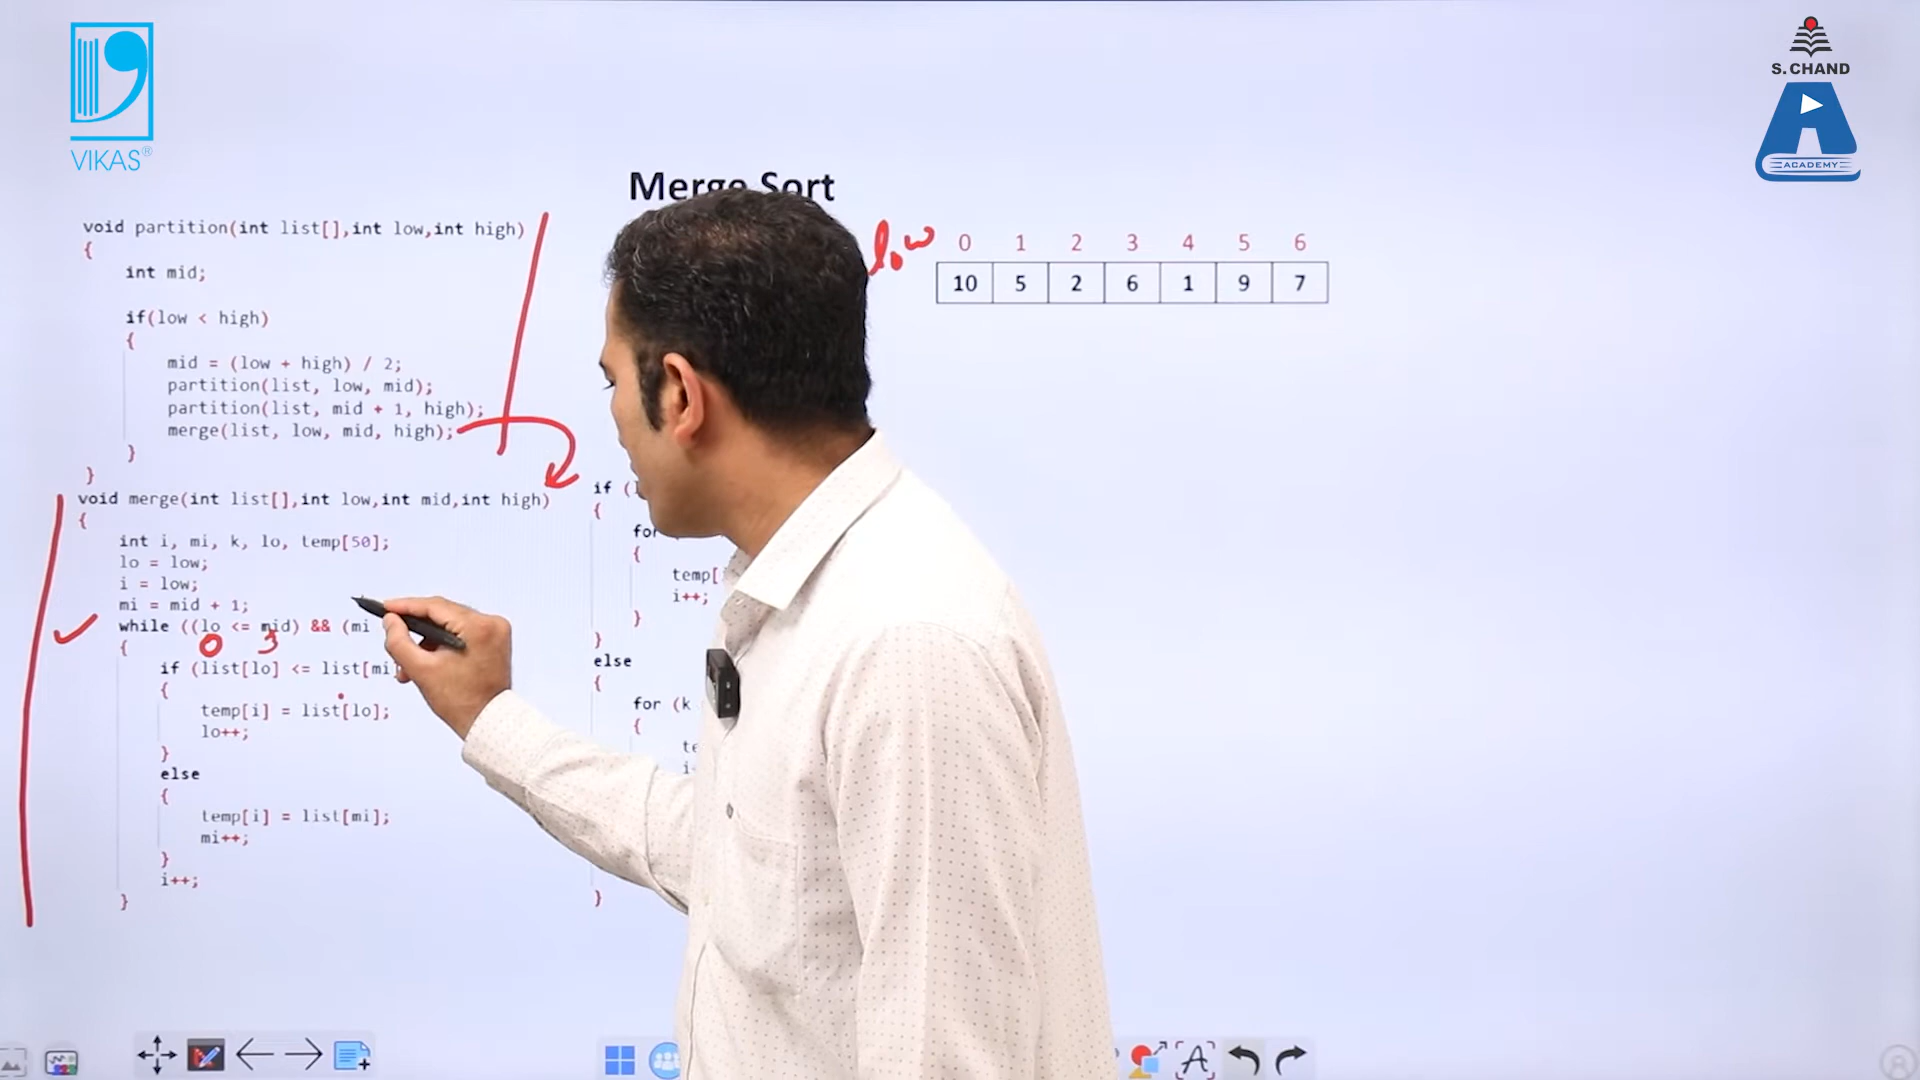 VIKAS®
S. CHAND
ACADEMY
Merge Sort
void partition(int list[],int low,int high)
{
int mid;
if(low < high)
{
mid = (low + high) / 2;
partition(list, low, mid);
partition(list, mid + 1, high);
merge(list, low, mid, high);
}
}
void merge(int list[],int low,int mid,int high)
{
int i, mi, k, lo, temp[50];
lo = low;
i = low;
mi = mid + 1;
while ((lo <= mid) && (mi
0 3
{
if (list[lo] <= list[mi]
{
temp[i] = list[lo];
lo++;
}
else
{
temp[i] = list[mi];
mi++;
}
i++;
}
if (
{
for
{
temp[
i++;
}
}
else
{
for (k
{
}
low
0 1 2 3 4 5 6
10 5 2 6 1 9 7